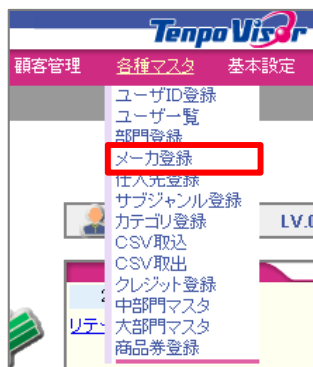 Tenpo Visor
顧客管理 各種マスタ 基本設定
ユーザID登録
ユーザ一覧
部門登録
メーカ登録
仕入先登録
サブジャンル登録
カテゴリ登録
LV.0
CSV取込
CSV取出
クレジット登録
中部門マスタ
リテ
大部門マスタ
商品券登録